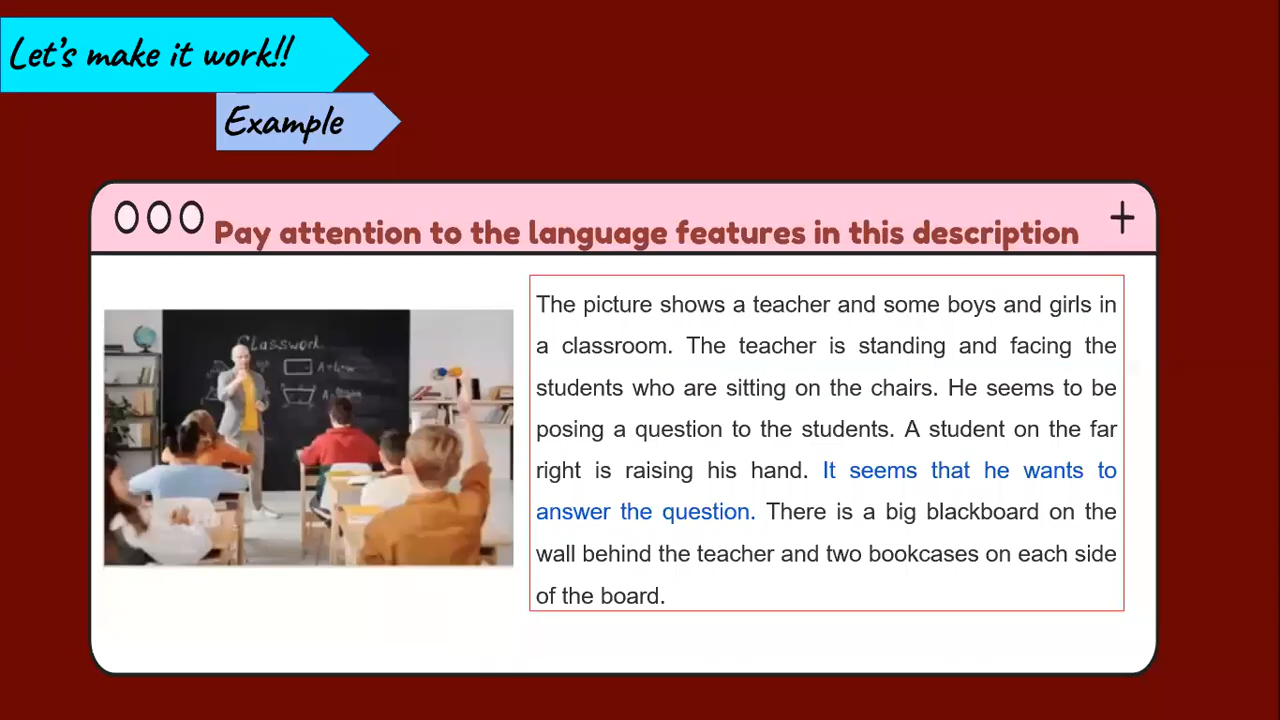 Let's make it work!!
Example
Pay attention to the language features in this description
Classwork
The picture shows a teacher and some boys and girls in
a classroom. The teacher is standing and facing the
students who are sitting on the chairs. He seems to be
posing a question to the students. A student on the far
right is raising his hand. It seems that he wants to
answer the question. There is a big blackboard on the
wall behind the teacher and two bookcases on each side
of the board.